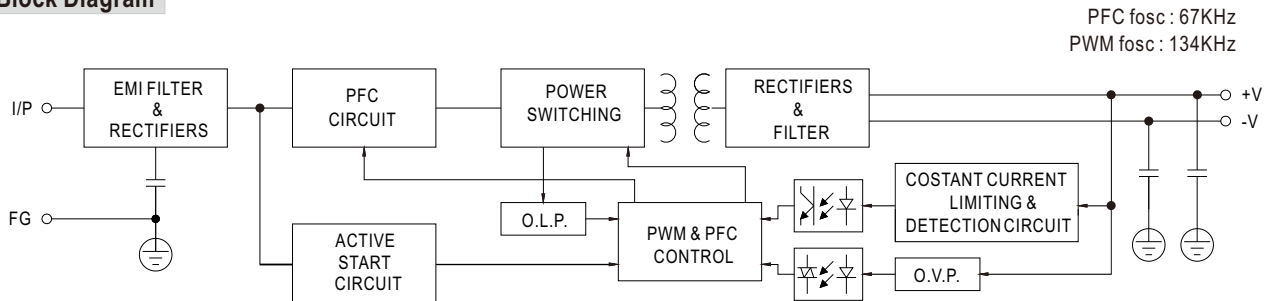 Block Diagram
PFC fosc : 67KHz
PWM fosc : 134KHz
I/P
EMI FILTER
&
RECTIFIERS
PFC
CIRCUIT
POWER
SWITCHING
RECTIFIERS
&
FILTER
+V
-V
FG
O.L.P.
PWM & PFC
CONTROL
COSTANT CURRENT
LIMITING &
DETECTION CIRCUIT
ACTIVE
START
CIRCUIT
O.V.P.